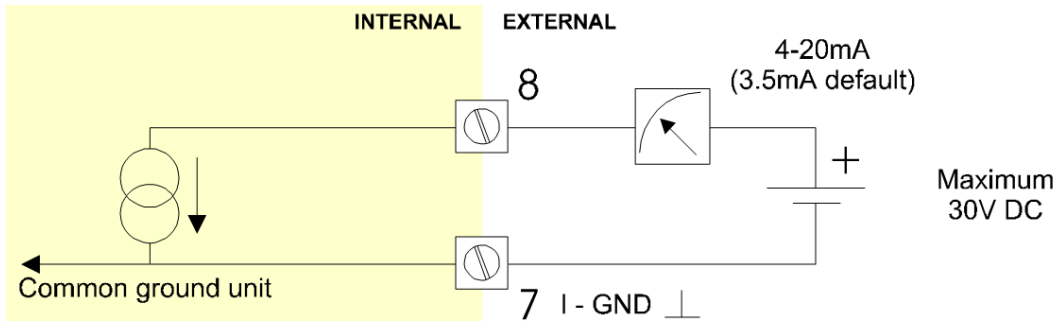 INTERNAL EXTERNAL
8
4-20mA
(3.5mA default)
+
Maximum
30V DC
Common ground unit
7 I - GND